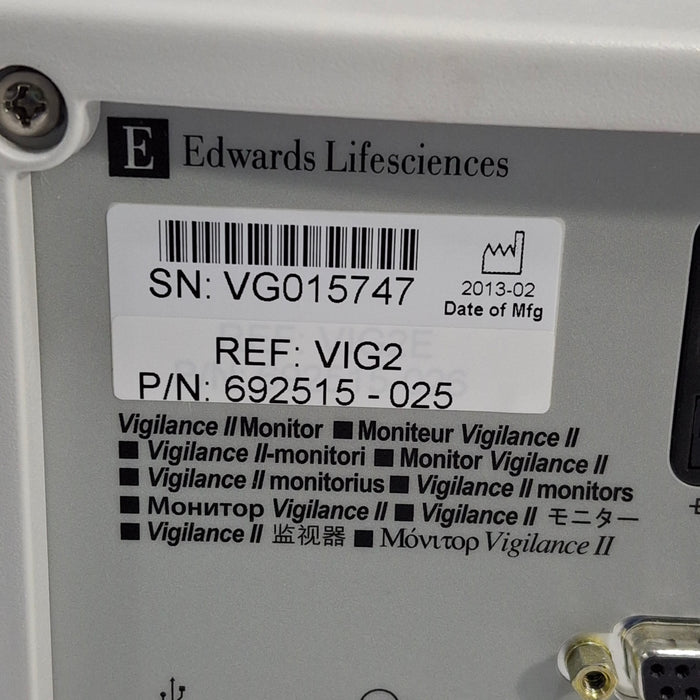 E Edwards Lifesciences
SN: VG015747
2013-02
Date of Mfg
REF: VIG2
P/N: 692515 - 025
Vigilance II Monitor ■ Moniteur Vigilance II
■ Vigilance II-monitori ■ Monitor Vigilance II
■ Vigilance II monitorius ■ Vigilance II monitors
■ Монитор Vigilance II ■ Vigilance II モニター
■ Vigilance II 监视器 ■ Μόνιτορ Vigilance II